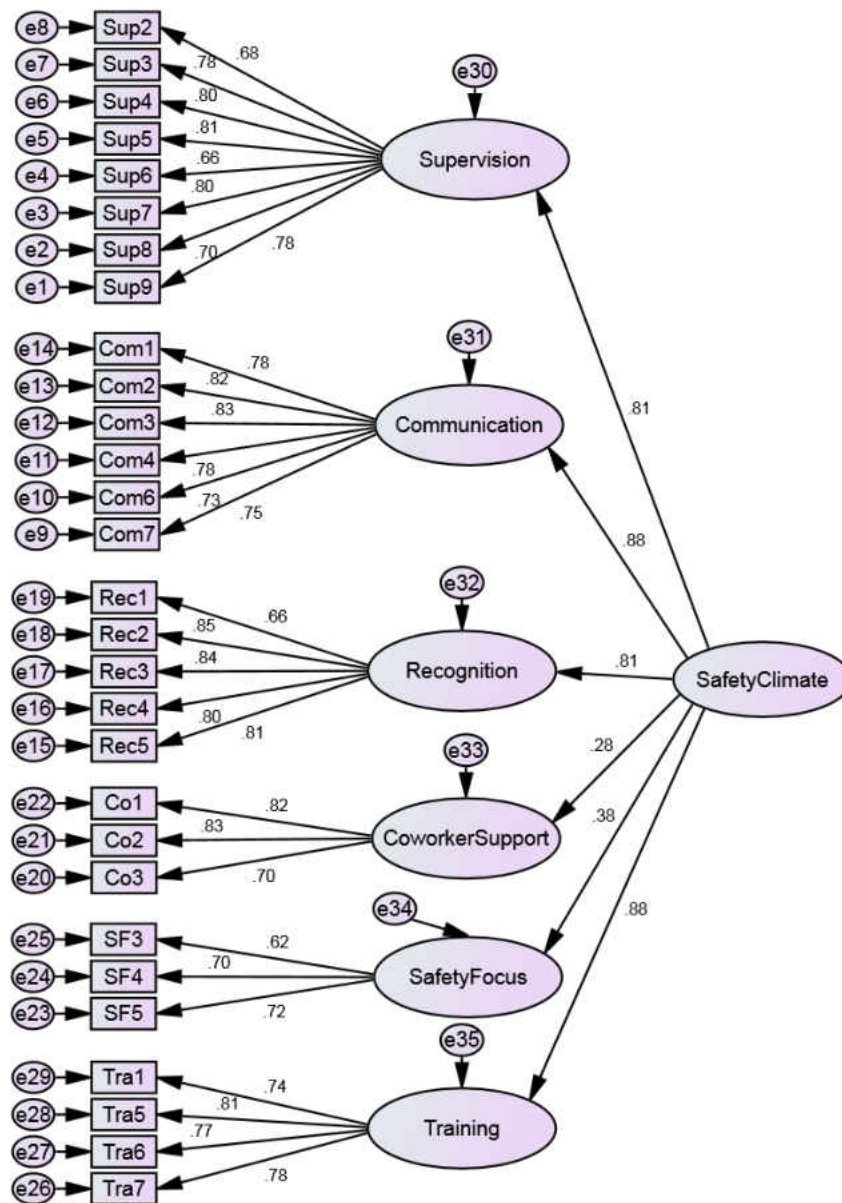 e8 Sup2
.68
e7 Sup3
.78
e30
e6 Sup4
.80
e5 Sup5
.81
Supervision
e4 Sup6
.66
e3 Sup7
.80
e2 Sup8
.70
.78
e1 Sup9
e14 Com1
.78
e31
e13 Com2
.82
e12 Com3
.83
Communication
.81
e11 Com4
e10 Com6
.78
e9 Com7
.73
.75
.88
e19 Rec1
.66
e32
e18 Rec2
.85
e17 Rec3
.84
Recognition
.81
SafetyClimate
e16 Rec4
.80
e15 Rec5
.81
e33
.28
e22 Co1
.82
e21 Co2
.83
CoworkerSupport
.38
e20 Co3
.70
e34
.88
e25 SF3
.62
e24 SF4
.70
SafetyFocus
e23 SF5
.72
e35
e29 Tra1
.74
e28 Tra5
.81
Training
e27 Tra6
.77
e26 Tra7
.78